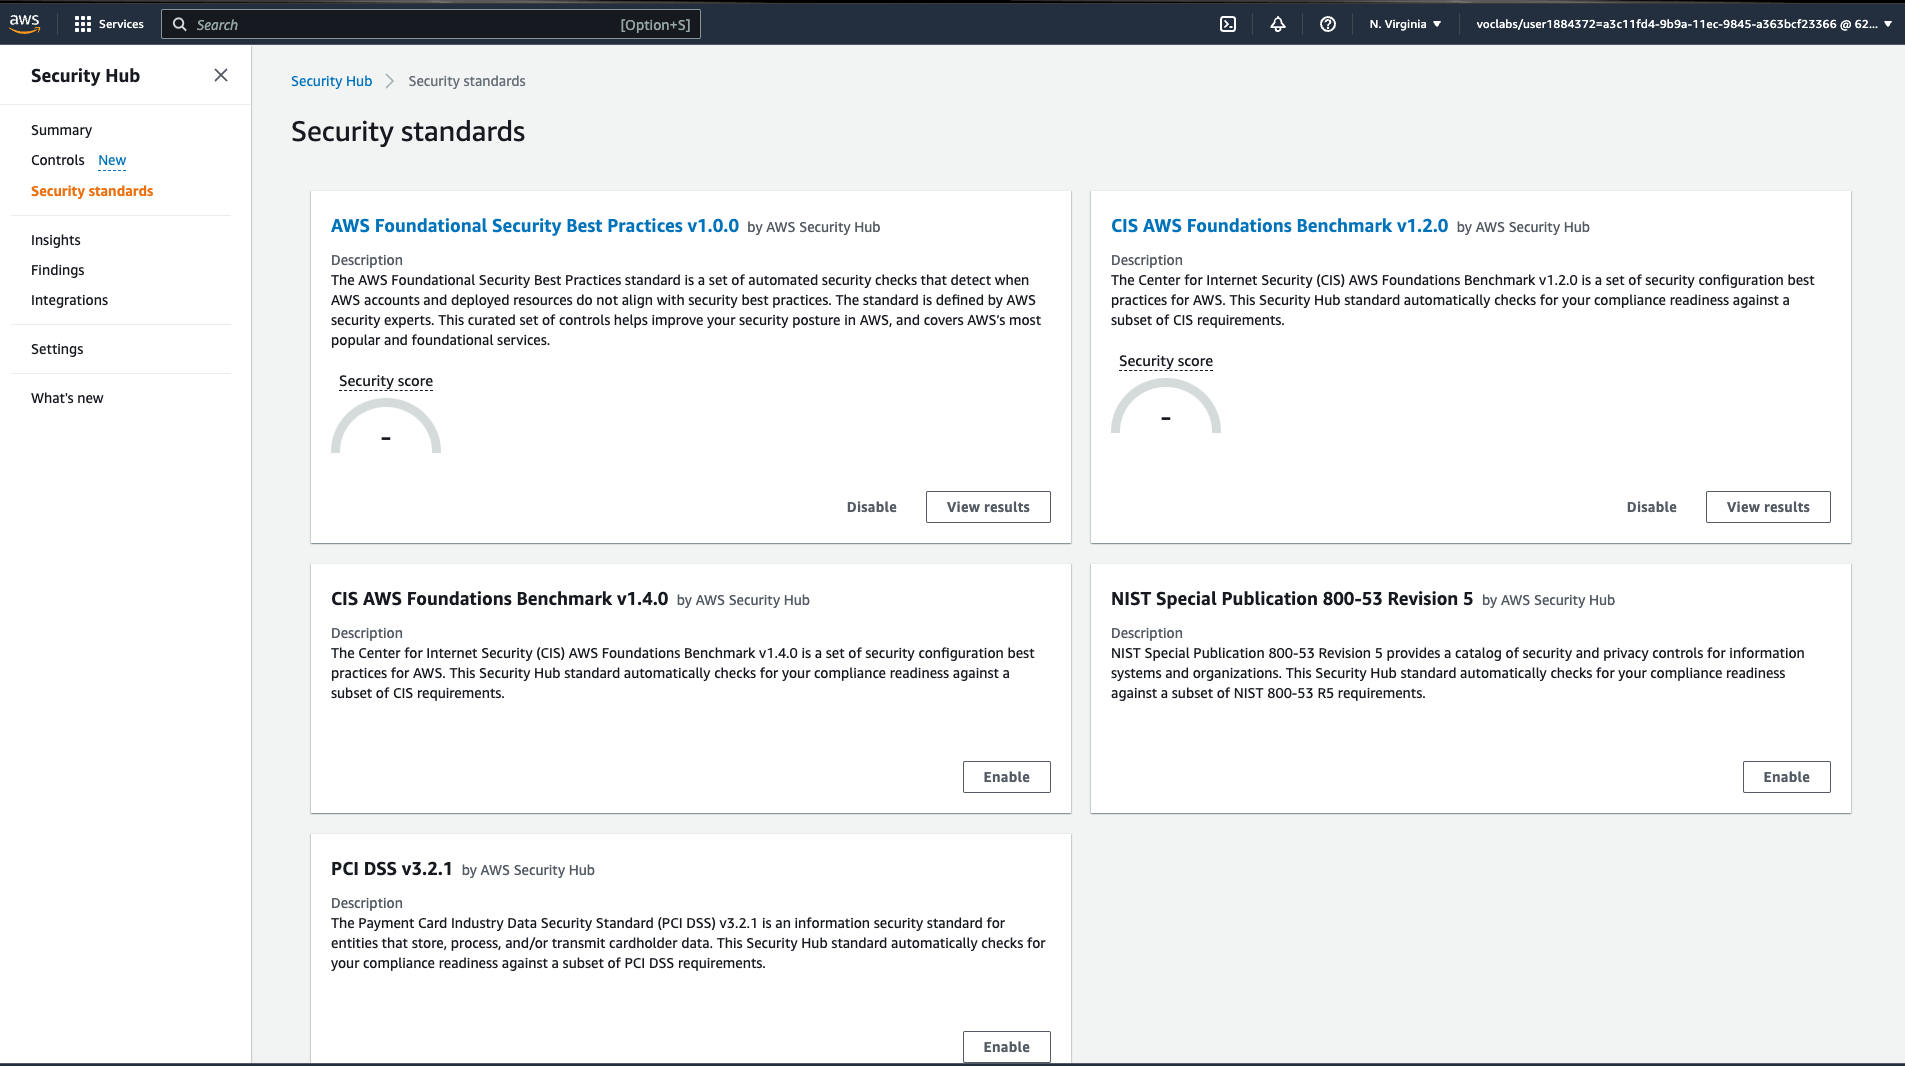 aws
Services
Search
[Option+S]
N. Virginia
voclabs/user1884372=a3c11fd4-9b9a-11ec-9845-a363bcf23366 @ 62...
Security Hub
Summary
Controls New
Security standards
Insights
Findings
Integrations
Settings
What's new
Security Hub Security standards
Security standards
AWS Foundational Security Best Practices v1.0.0 by AWS Security Hub
Description
The AWS Foundational Security Best Practices standard is a set of automated security checks that detect when
AWS accounts and deployed resources do not align with security best practices. The standard is defined by AWS
security experts. This curated set of controls helps improve your security posture in AWS, and covers AWS’s most
popular and foundational services.
Security score
–
Disable
View results
CIS AWS Foundations Benchmark v1.2.0 by AWS Security Hub
Description
The Center for Internet Security (CIS) AWS Foundations Benchmark v1.2.0 is a set of security configuration best
practices for AWS. This Security Hub standard automatically checks for your compliance readiness against a
subset of CIS requirements.
Security score
–
Disable
View results
CIS AWS Foundations Benchmark v1.4.0 by AWS Security Hub
Description
The Center for Internet Security (CIS) AWS Foundations Benchmark v1.4.0 is a set of security configuration best
practices for AWS. This Security Hub standard automatically checks for your compliance readiness against a
subset of CIS requirements.
Enable
NIST Special Publication 800-53 Revision 5 by AWS Security Hub
Description
NIST Special Publication 800-53 Revision 5 provides a catalog of security and privacy controls for information
systems and organizations. This Security Hub standard automatically checks for your compliance readiness
against a subset of NIST 800-53 R5 requirements.
Enable
PCI DSS v3.2.1 by AWS Security Hub
Description
The Payment Card Industry Data Security Standard (PCI DSS) v3.2.1 is an information security standard for
entities that store, process, and/or transmit cardholder data. This Security Hub standard automatically checks for
your compliance readiness against a subset of PCI DSS requirements.
Enable